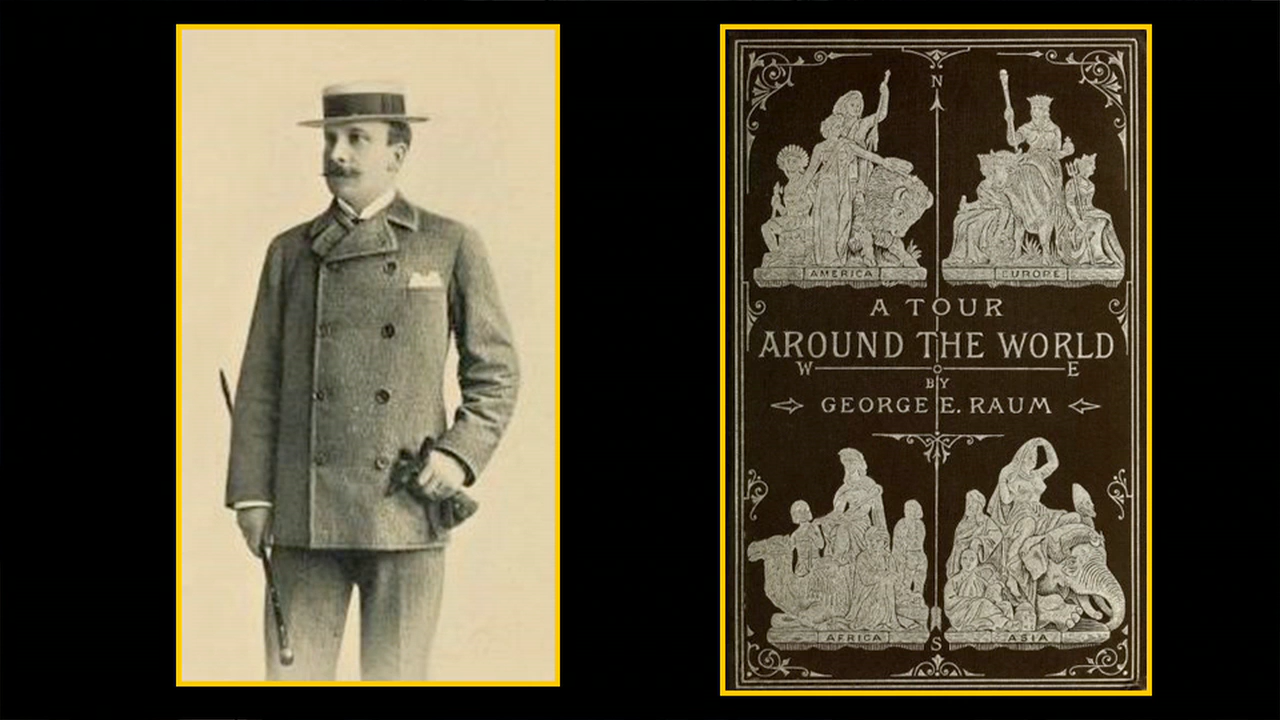 N
AMERICA
EUROPE
A TOUR
AROUND THE WORLD
W E
BY
GEORGE E. RAUM
AFRICA
S
ASIA